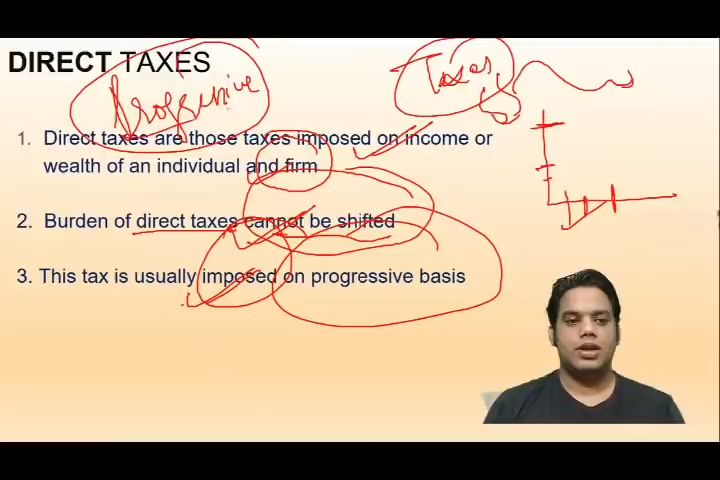 DIRECT TAXES
Progressive
Taxes
1. Direct taxes are those taxes imposed on income or
wealth of an individual and firm
2. Burden of direct taxes cannot be shifted
3. This tax is usually imposed on progressive basis